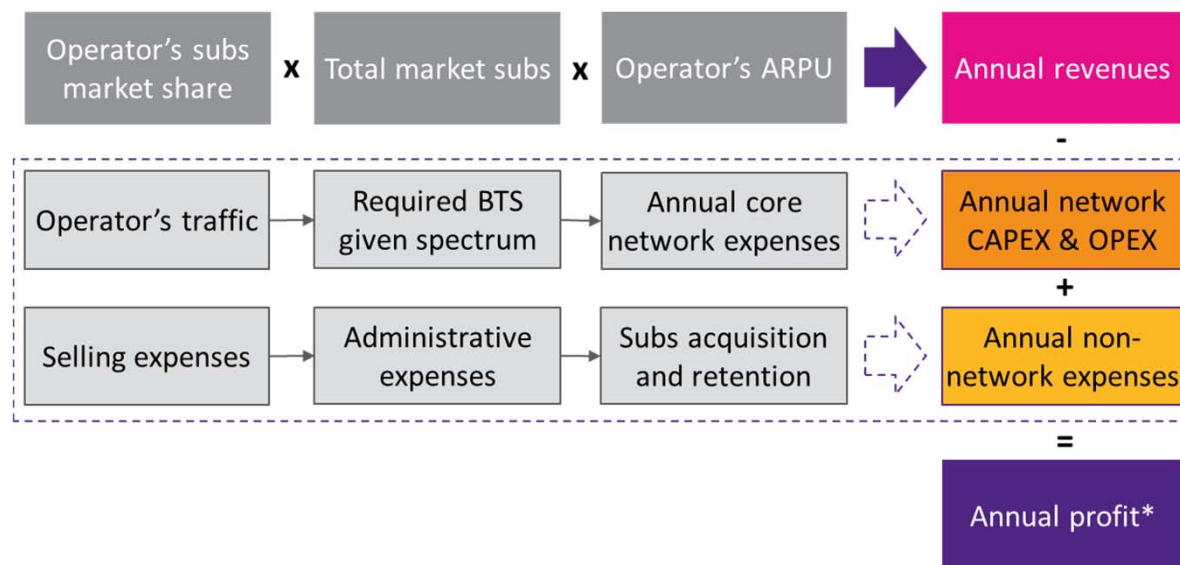 Operator's subs
market share
x
Total market subs
x
Operator's ARPU
Annual revenues
-
Operator's traffic
Required BTS
given spectrum
Annual core
network expenses
Annual network
CAPEX & OPEX
+
Selling expenses
Administrative
expenses
Subs acquisition
and retention
Annual non-
network expenses
=
Annual profit*